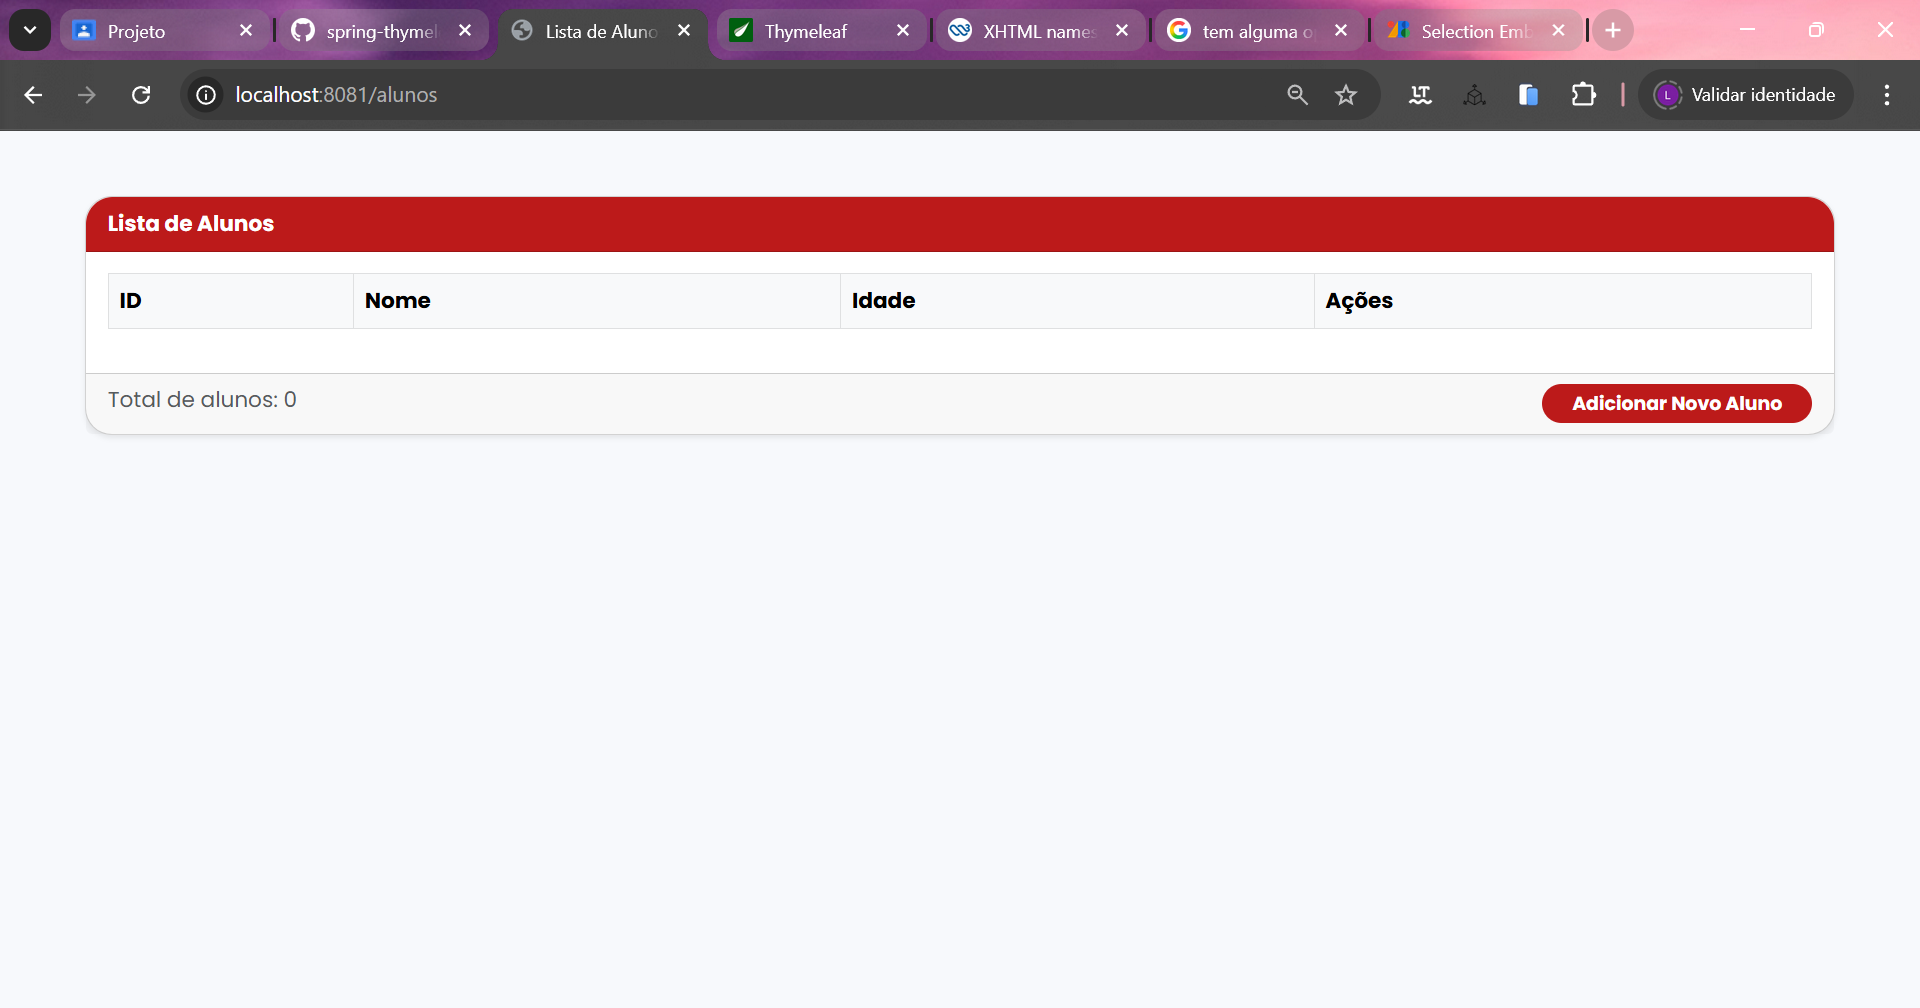 Projeto
spring-thymel
Lista de Aluno
Thymeleaf
XHTML names
tem alguma o
Selection Emb
localhost:8081/alunos
LT
L
Validar identidade
Lista de Alunos
ID
Nome
Idade
Ações
Total de alunos: 0
Adicionar Novo Aluno